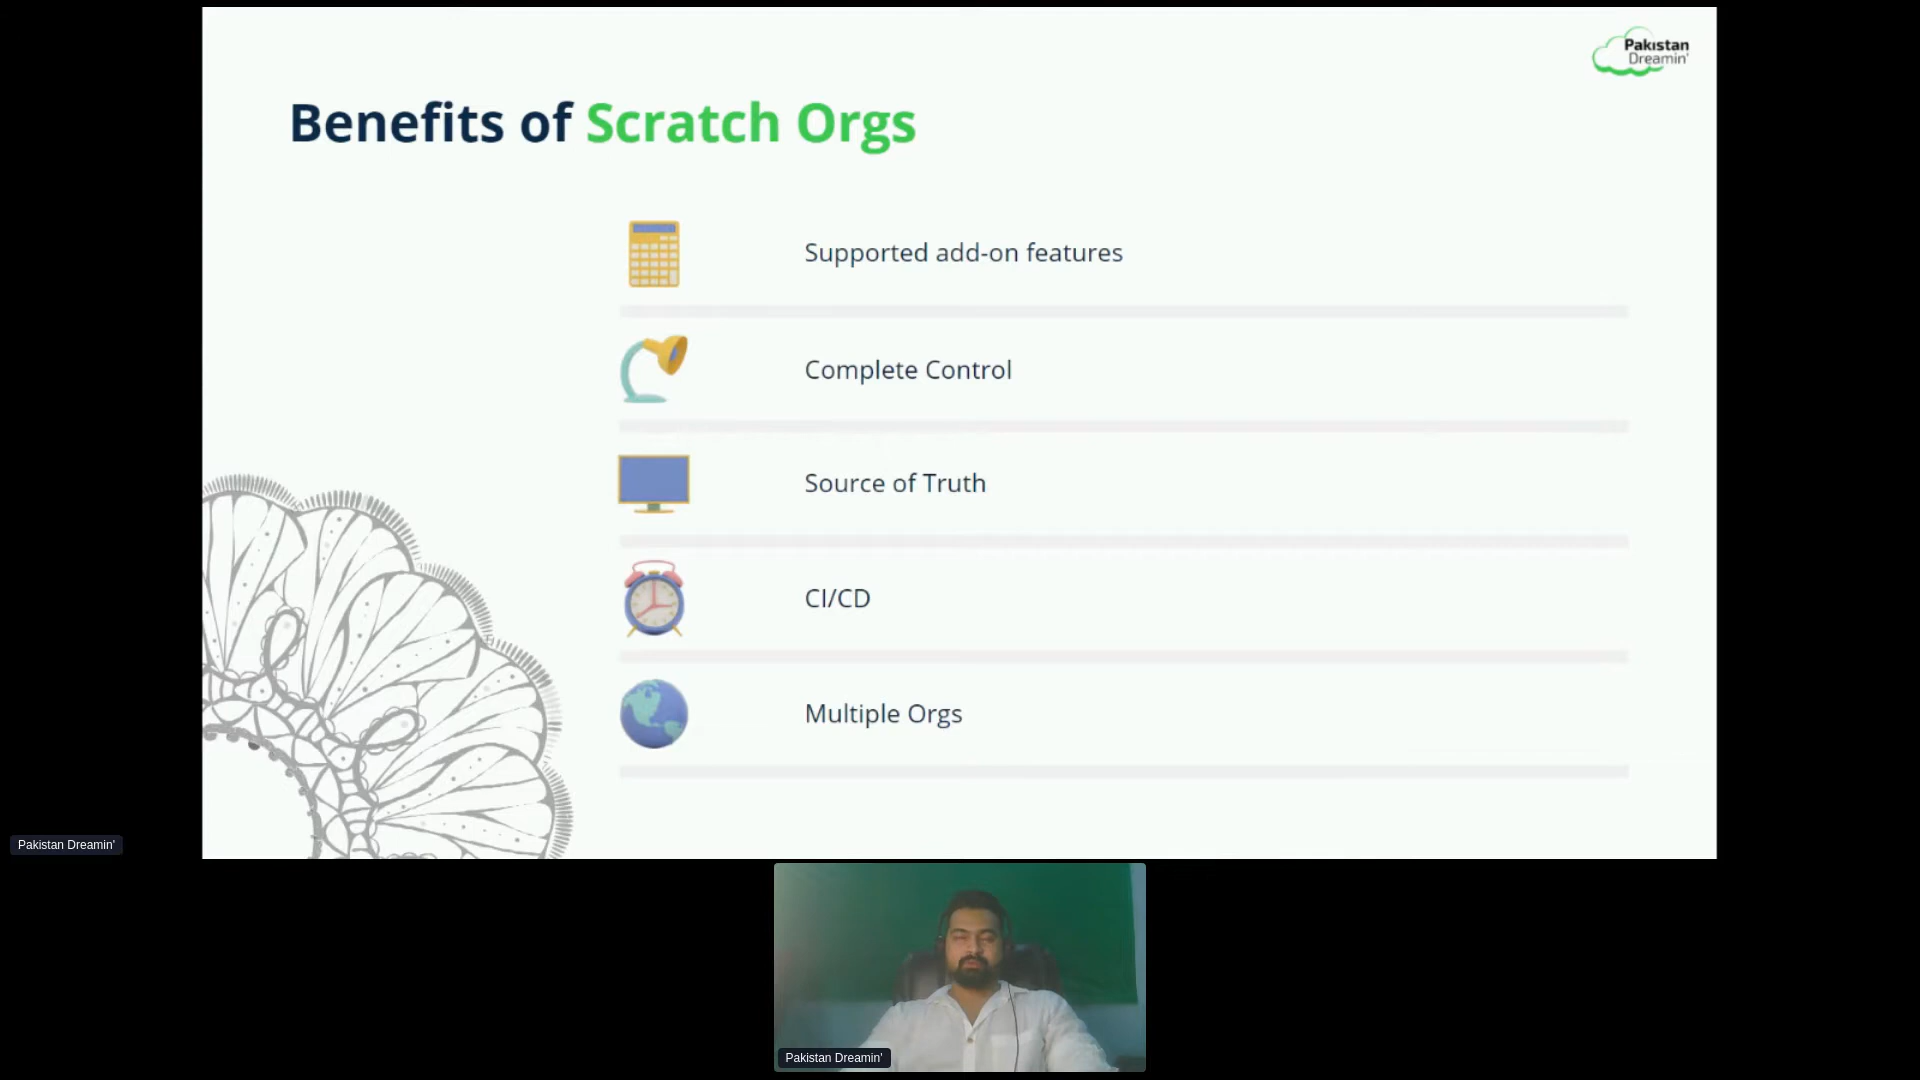 Pakistan
Dreamin'
Benefits of Scratch Orgs
Supported add-on features
Complete Control
Source of Truth
CI/CD
Multiple Orgs
Pakistan Dreamin'
Pakistan Dreamin'